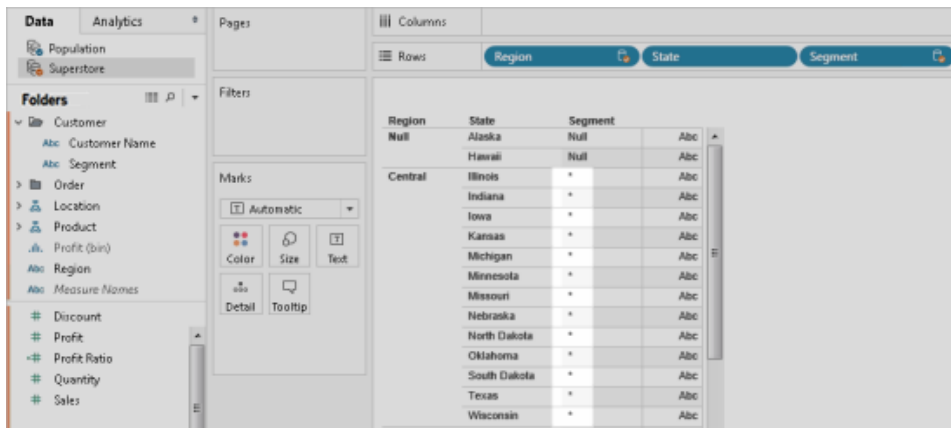 Data Analytics
Population
Superstore
Folders
Customer
Abc Customer Name
Abc Segment
Order
Location
Product
Profit (bin)
Abc Region
Abc Measure Names
# Discount
# Profit
=# Profit Ratio
# Quantity
# Sales
Pages
Filters
Marks
T Automatic
Color Size Text
Detail Tooltip
Columns
Rows Region State Segment
Region State Segment
Null Alaska Null Abc
Hawaii Null Abc
Central Illinois * Abc
Indiana * Abc
Iowa * Abc
Kansas * Abc
Michigan * Abc
Minnesota * Abc
Missouri * Abc
Nebraska * Abc
North Dakota * Abc
Oklahoma * Abc
South Dakota * Abc
Texas * Abc
Wisconsin * Abc